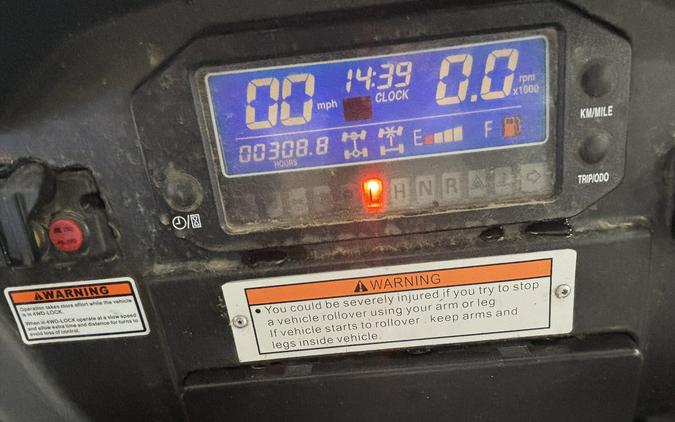 00 mph
14:39
CLOCK
0.0 rpm x1000
00308.8
HOURS
E F
L H N R
KM/MILE
TRIP/ODO
WARNING
Operation takes more effort while the vehicle
is in 4WD-LOCK.
When in 4WD-LOCK operate at a slow speed
and allow extra time and distance for turns to
avoid loss of control.
WARNING
• You could be severely injured if you try to stop
a vehicle rollover using your arm or leg
If vehicle starts to rollover . keep arms and
legs inside vehicle.